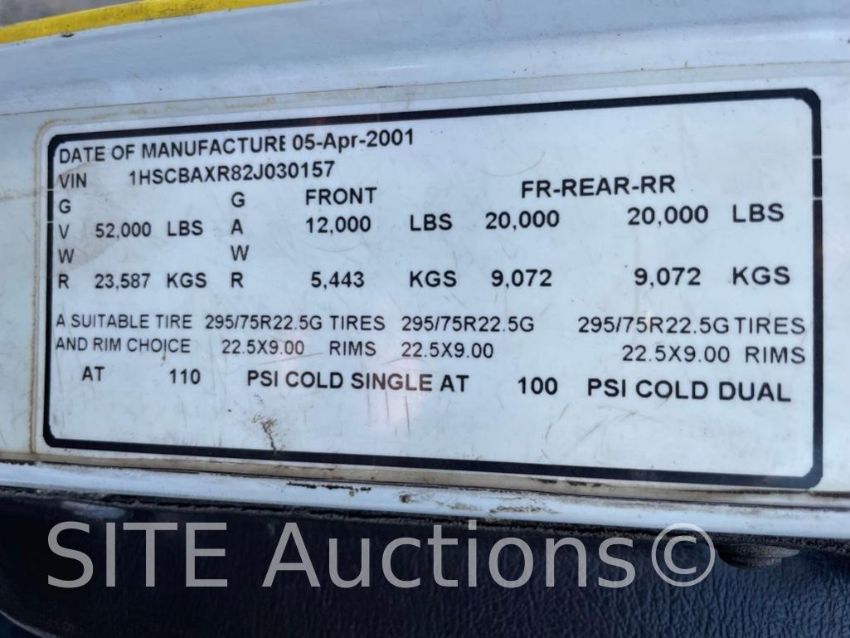 DATE OF MANUFACTURE 05-Apr-2001
VIN 1HSCBAXR82J030157
G G FRONT FR-REAR-RR
V 52,000 LBS A 12,000 LBS 20,000 20,000 LBS
W W
R 23,587 KGS R 5,443 KGS 9,072 9,072 KGS
A SUITABLE TIRE 295/75R22.5G TIRES 295/75R22.5G 295/75R22.5G TIRES
AND RIM CHOICE 22.5X9.00 RIMS 22.5X9.00 22.5X9.00 RIMS
AT 110 PSI COLD SINGLE AT 100 PSI COLD DUAL
SITE Auctions©